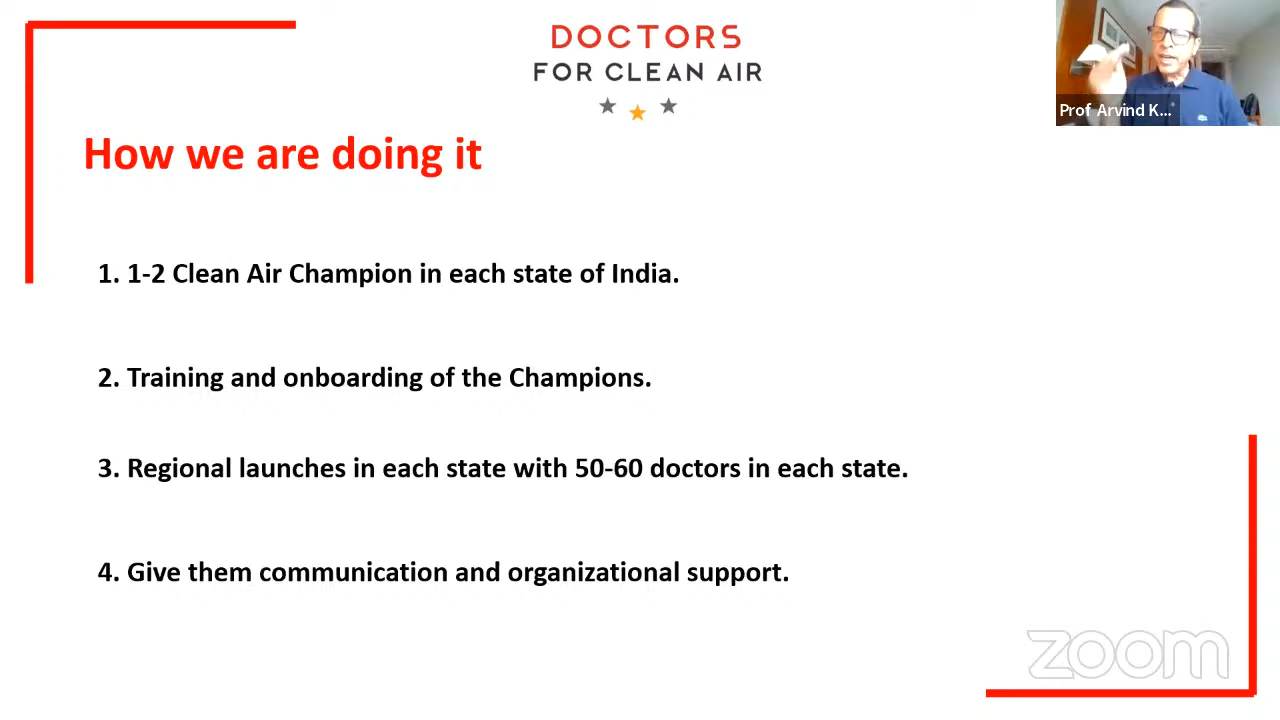 DOCTORS
FOR CLEAN AIR
Prof Arvind K...
How we are doing it
1. 1-2 Clean Air Champion in each state of India.
2. Training and onboarding of the Champions.
3. Regional launches in each state with 50-60 doctors in each state.
4. Give them communication and organizational support.
zoom